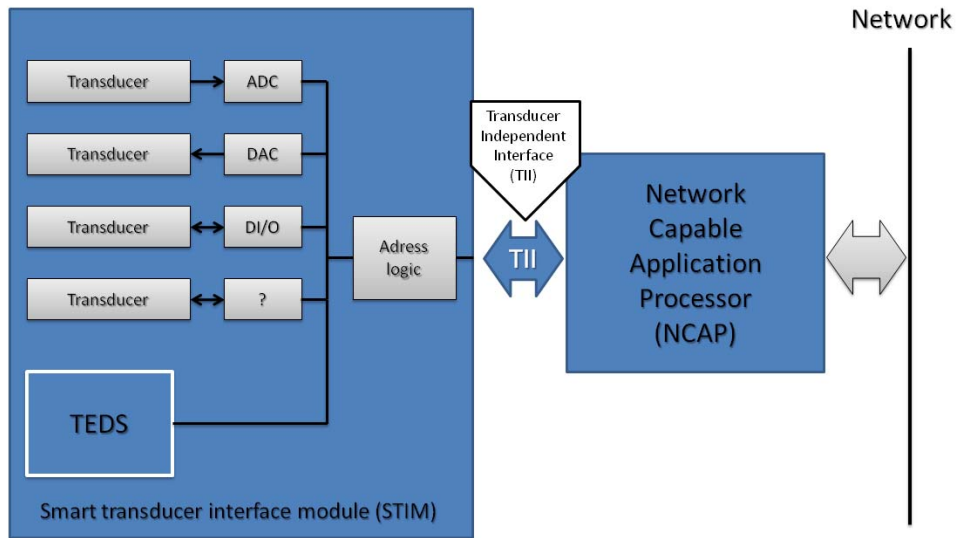 Network
Transducer
ADC
Transducer
DAC
Transducer
DI/O
Transducer
?
TEDS
Adress
logic
Smart transducer interface module (STIM)
Transducer
Independent
Interface
(TII)
TII
Network
Capable
Application
Processor
(NCAP)